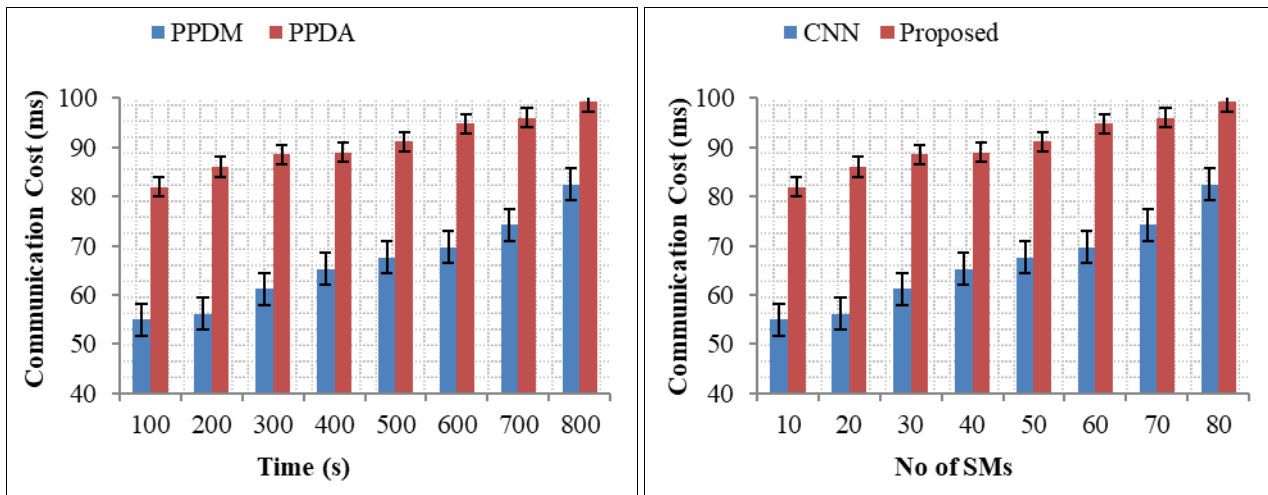 PPDM PPDA
Communication Cost (ms)
100
90
80
70
60
50
40
100 200 300 400 500 600 700 800
Time (s)
CNN Proposed
Communication Cost (ms)
100
90
80
70
60
50
40
10 20 30 40 50 60 70 80
No of SMs